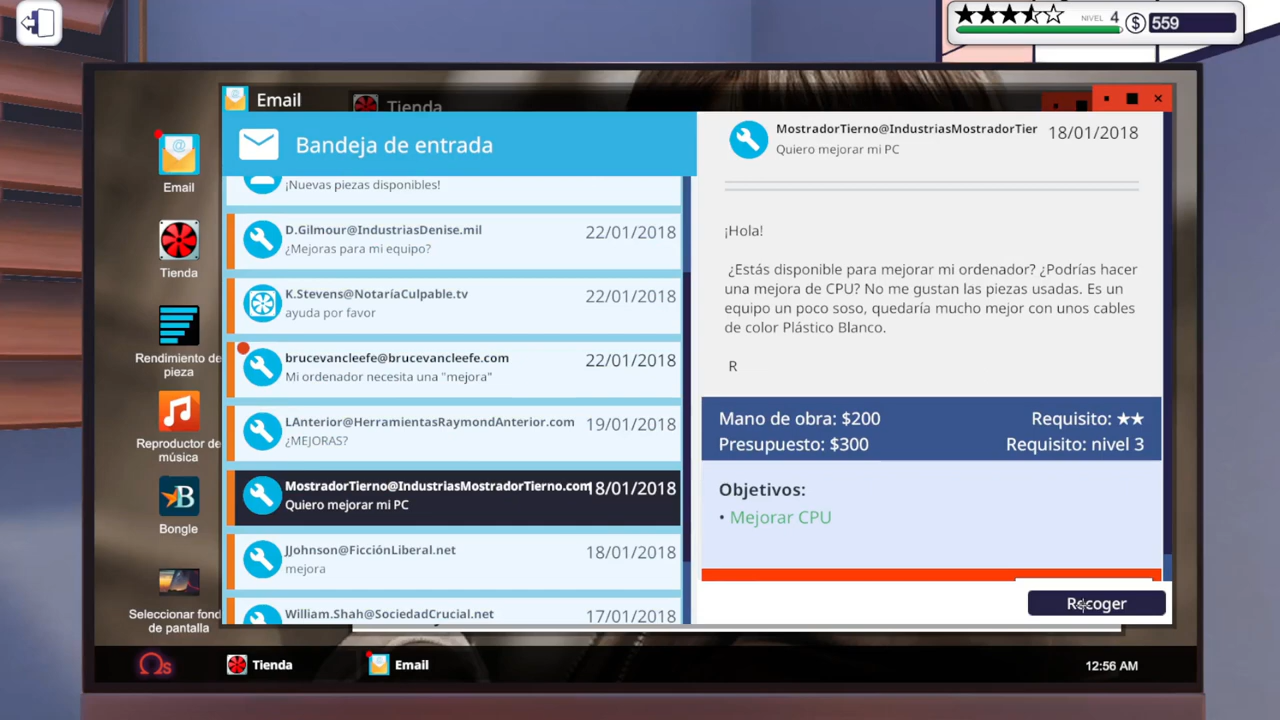 NIVEL 4 $ 559
Email
Tienda
Bandeja de entrada
¡Nuevas piezas disponibles!
D.Gilmour@IndustriasDenise.mil 22/01/2018
¿Mejoras para mi equipo?
K.Stevens@NotaríaCulpable.tv 22/01/2018
ayuda por favor
brucevancleefe@brucevancleefe.com 22/01/2018
Mi ordenador necesita una "mejora"
LAnterior@HerramientasRaymondAnterior.com 19/01/2018
¿MEJORAS?
MostradorTierno@IndustriasMostradorTierno.com 18/01/2018
Quiero mejorar mi PC
JJohnson@FicciónLiberal.net 18/01/2018
mejora
William.Shah@SociedadCrucial.net 17/01/2018
MostradorTierno@IndustriasMostradorTier 18/01/2018
Quiero mejorar mi PC
¡Hola!
¿Estás disponible para mejorar mi ordenador? ¿Podrías hacer
una mejora de CPU? No me gustan las piezas usadas. Es un
equipo un poco soso, quedaría mucho mejor con unos cables
de color Plástico Blanco.
R
Mano de obra: $200 Requisito: ★★
Presupuesto: $300 Requisito: nivel 3
Objetivos:
• Mejorar CPU
Recoger
Email
Tienda
Rendimiento de
pieza
Reproductor de
música
Bongle
Seleccionar fond
de pantalla
Ωs Tienda Email 12:56 AM